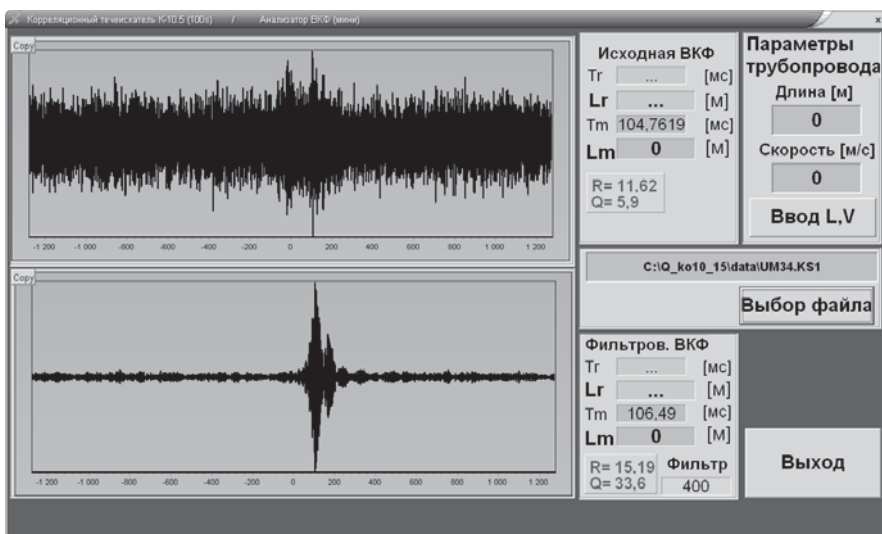 Корреляционный течеискатель К-10.5 (100s) / Анализатор ВКФ (мини) x
Copy
-1 200 -1 000 -800 -600 -400 -200 0 200 400 600 800 1 000 1 200
Исходная ВКФ
Tr ... [мс]
Lr ... [М]
Tm 104,7619 [мс]
Lm 0 [М]
R= 11,62
Q= 5,9
Параметры
трубопровода
Длина [м]
0
Скорость [м/с]
0
Ввод L,V
C:\Q_ko10_15\data\UM34.KS1
Выбор файла
Copy
-1 200 -1 000 -800 -600 -400 -200 0 200 400 600 800 1 000 1 200
Фильтров. ВКФ
Tr ... [мс]
Lr ... [М]
Tm 106,49 [мс]
Lm 0 [М]
R= 15,19
Q= 33,6
Фильтр
400
Выход